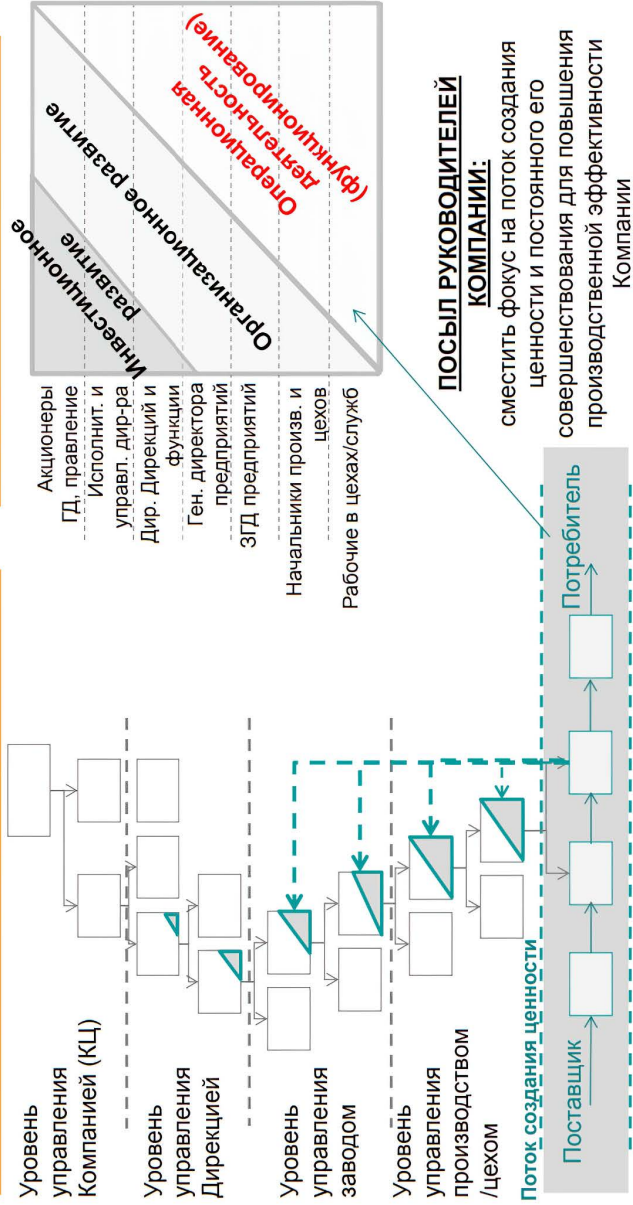 Уровень
управления
Компанией (КЦ)
Уровень
управления
Дирекцией
Уровень
управления
заводом
Уровень
управления
производством
/цехом
Поток создания ценности
Поставщик
Потребитель
Акционеры
ГД, правление
Исполнит. и
управл. дир-ра
Дир. Дирекций и
функции
Ген. директора
предприятий
ЗГД предприятий
Начальники произв. и
цехов
Рабочие в цехах/служб
Инвестиционное
развитие
Организационное развитие
Операционная
деятельность
(функционирование)
ПОСЫЛ РУКОВОДИТЕЛЕЙ
КОМПАНИИ:
сместить фокус на поток создания
ценности и постоянного его
совершенствования для повышения
производственной эффективности
Компании